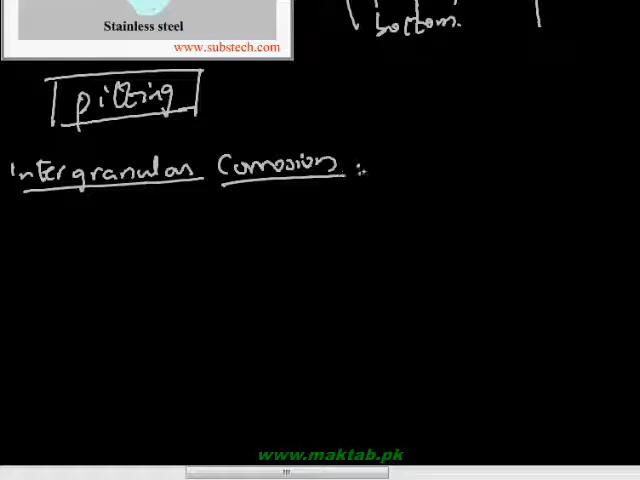 Stainless steel
www.substech.com
bottom.
pitting
Intergranular Corrosion :
www.maktab.pk